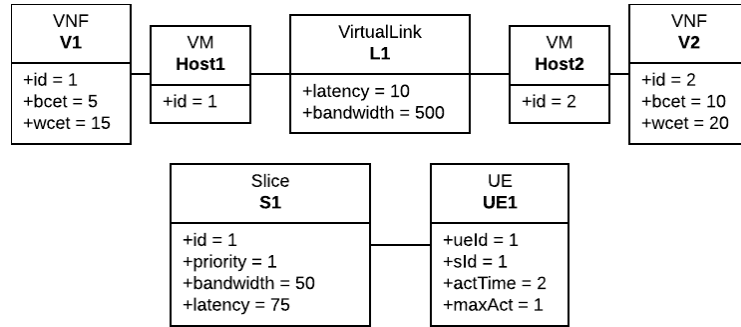 VNF
V1
+id = 1
+bcet = 5
+wcet = 15
VM
Host1
+id = 1
VirtualLink
L1
+latency = 10
+bandwidth = 500
VM
Host2
+id = 2
VNF
V2
+id = 2
+bcet = 10
+wcet = 20
Slice
S1
+id = 1
+priority = 1
+bandwidth = 50
+latency = 75
UE
UE1
+ueId = 1
+sId = 1
+actTime = 2
+maxAct = 1